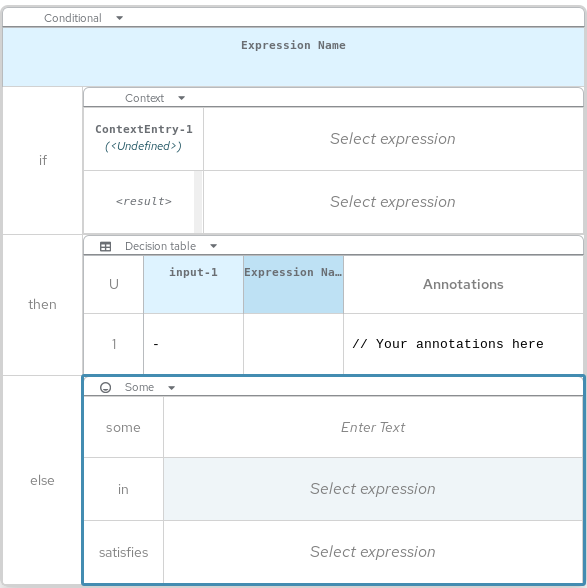 Conditional
Expression Name
if
Context
ContextEntry-1
(<Undefined>)
Select expression
<result>
Select expression
then
Decision table
U
input-1
Expression Na…
Annotations
1
-
// Your annotations here
else
Some
some
Enter Text
in
Select expression
satisfies
Select expression